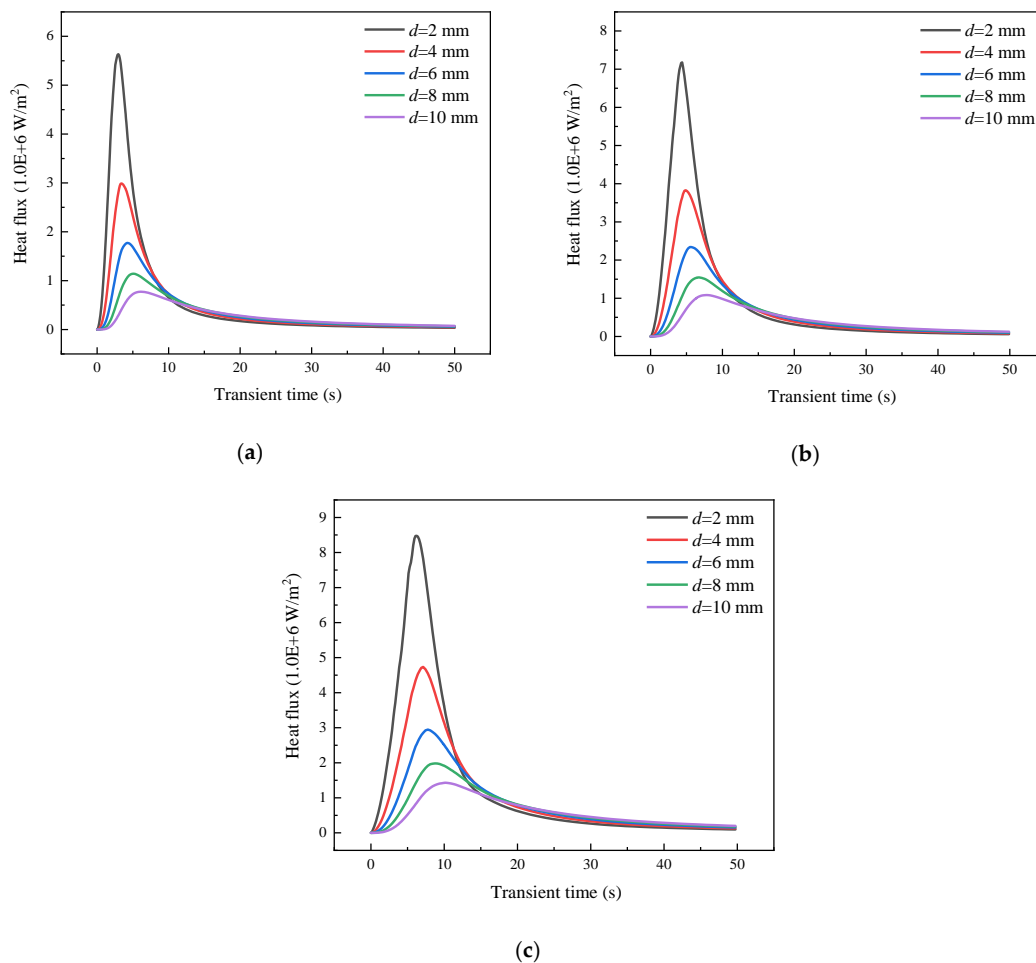 6
5
4
3
2
1
0
Heat flux (1.0E+6 W/m²)
d=2 mm
d=4 mm
d=6 mm
d=8 mm
d=10 mm
0 10 20 30 40 50
Transient time (s)
(a)
8
7
6
5
4
3
2
1
0
Heat flux (1.0E+6 W/m²)
d=2 mm
d=4 mm
d=6 mm
d=8 mm
d=10 mm
0 10 20 30 40 50
Transient time (s)
(b)
9
8
7
6
5
4
3
2
1
0
Heat flux (1.0E+6 W/m²)
d=2 mm
d=4 mm
d=6 mm
d=8 mm
d=10 mm
0 10 20 30 40 50
Transient time (s)
(c)